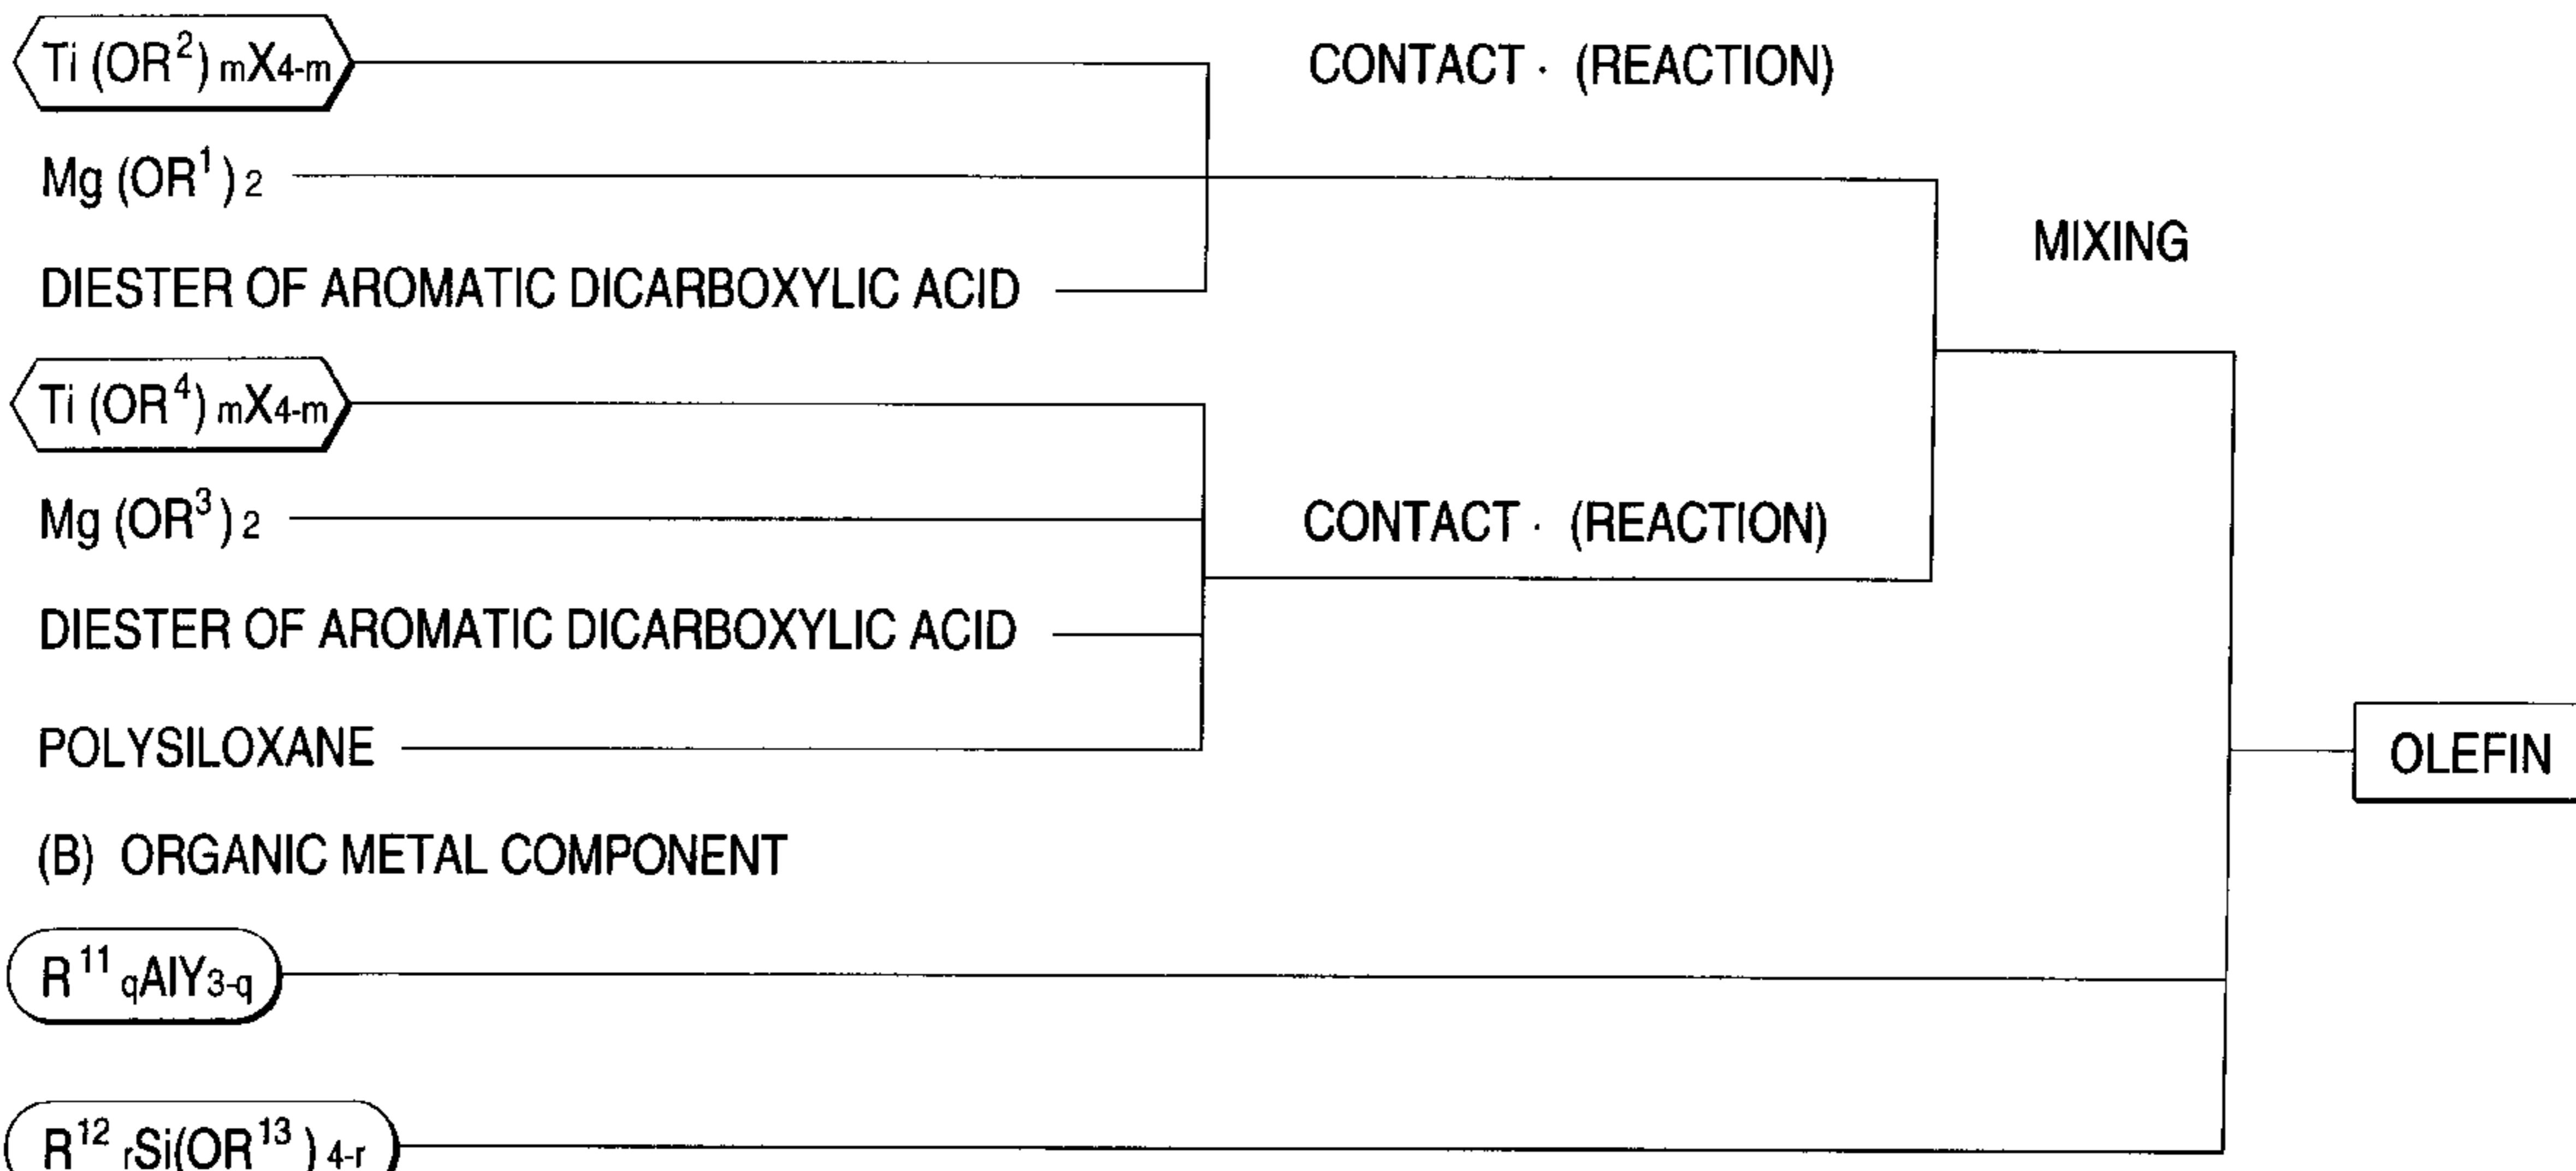 Ti (OR²) mX4-m
CONTACT · (REACTION)
Mg (OR¹) 2
MIXING
DIESTER OF AROMATIC DICARBOXYLIC ACID
Ti (OR⁴) mX4-m
Mg (OR³) 2
CONTACT · (REACTION)
DIESTER OF AROMATIC DICARBOXYLIC ACID
POLYSILOXANE
OLEFIN
(B) ORGANIC METAL COMPONENT
R¹¹ qAlY3-q
R¹² rSi(OR¹³) 4-r